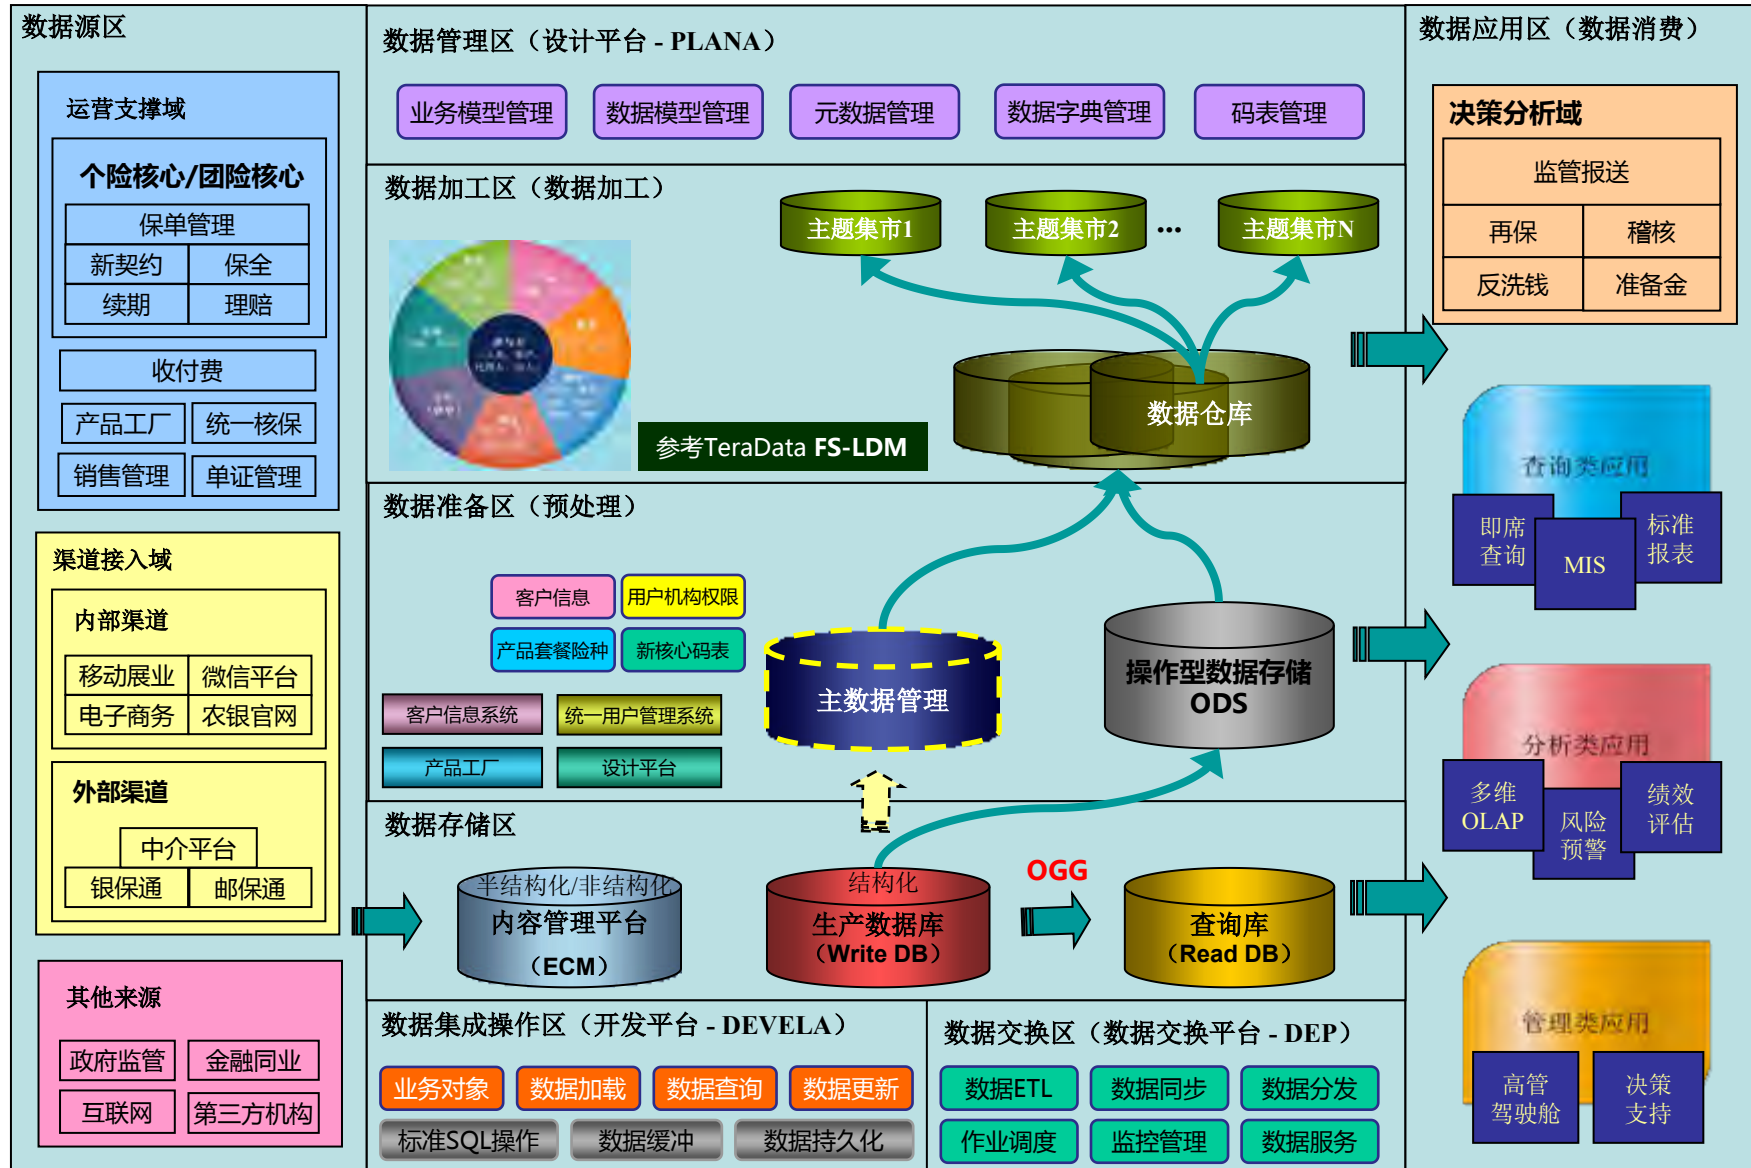 数据源区
运营支撑域
个险核心/团险核心
保单管理
新契约
保全
续期
理赔
收付费
产品工厂
统一核保
销售管理
单证管理
渠道接入域
内部渠道
移动展业
微信平台
电子商务
农银官网
外部渠道
中介平台
银保通
邮保通
其他来源
政府监管
金融同业
互联网
第三方机构
数据管理区（设计平台 - PLANA）
业务模型管理
数据模型管理
元数据管理
数据字典管理
码表管理
数据加工区（数据加工）
主题集市1
主题集市2
...
主题集市N
数据仓库
参考TeraData FS-LDM
数据准备区（预处理）
客户信息
用户机构权限
产品套餐险种
新核心码表
客户信息系统
统一用户管理系统
产品工厂
设计平台
主数据管理
操作型数据存储
ODS
数据存储区
半结构化/非结构化
内容管理平台
（ECM）
结构化
生产数据库
（Write DB）
OGG
查询库
（Read DB）
数据集成操作区（开发平台 - DEVELA）
业务对象
数据加载
数据查询
数据更新
标准SQL操作
数据缓冲
数据持久化
数据交换区（数据交换平台 - DEP）
数据ETL
数据同步
数据分发
作业调度
监控管理
数据服务
数据应用区（数据消费）
决策分析域
监管报送
再保
稽核
反洗钱
准备金
查询类应用
即席
查询
MIS
标准
报表
分析类应用
多维
OLAP
风险
预警
绩效
评估
管理类应用
高管
驾驶舱
决策
支持